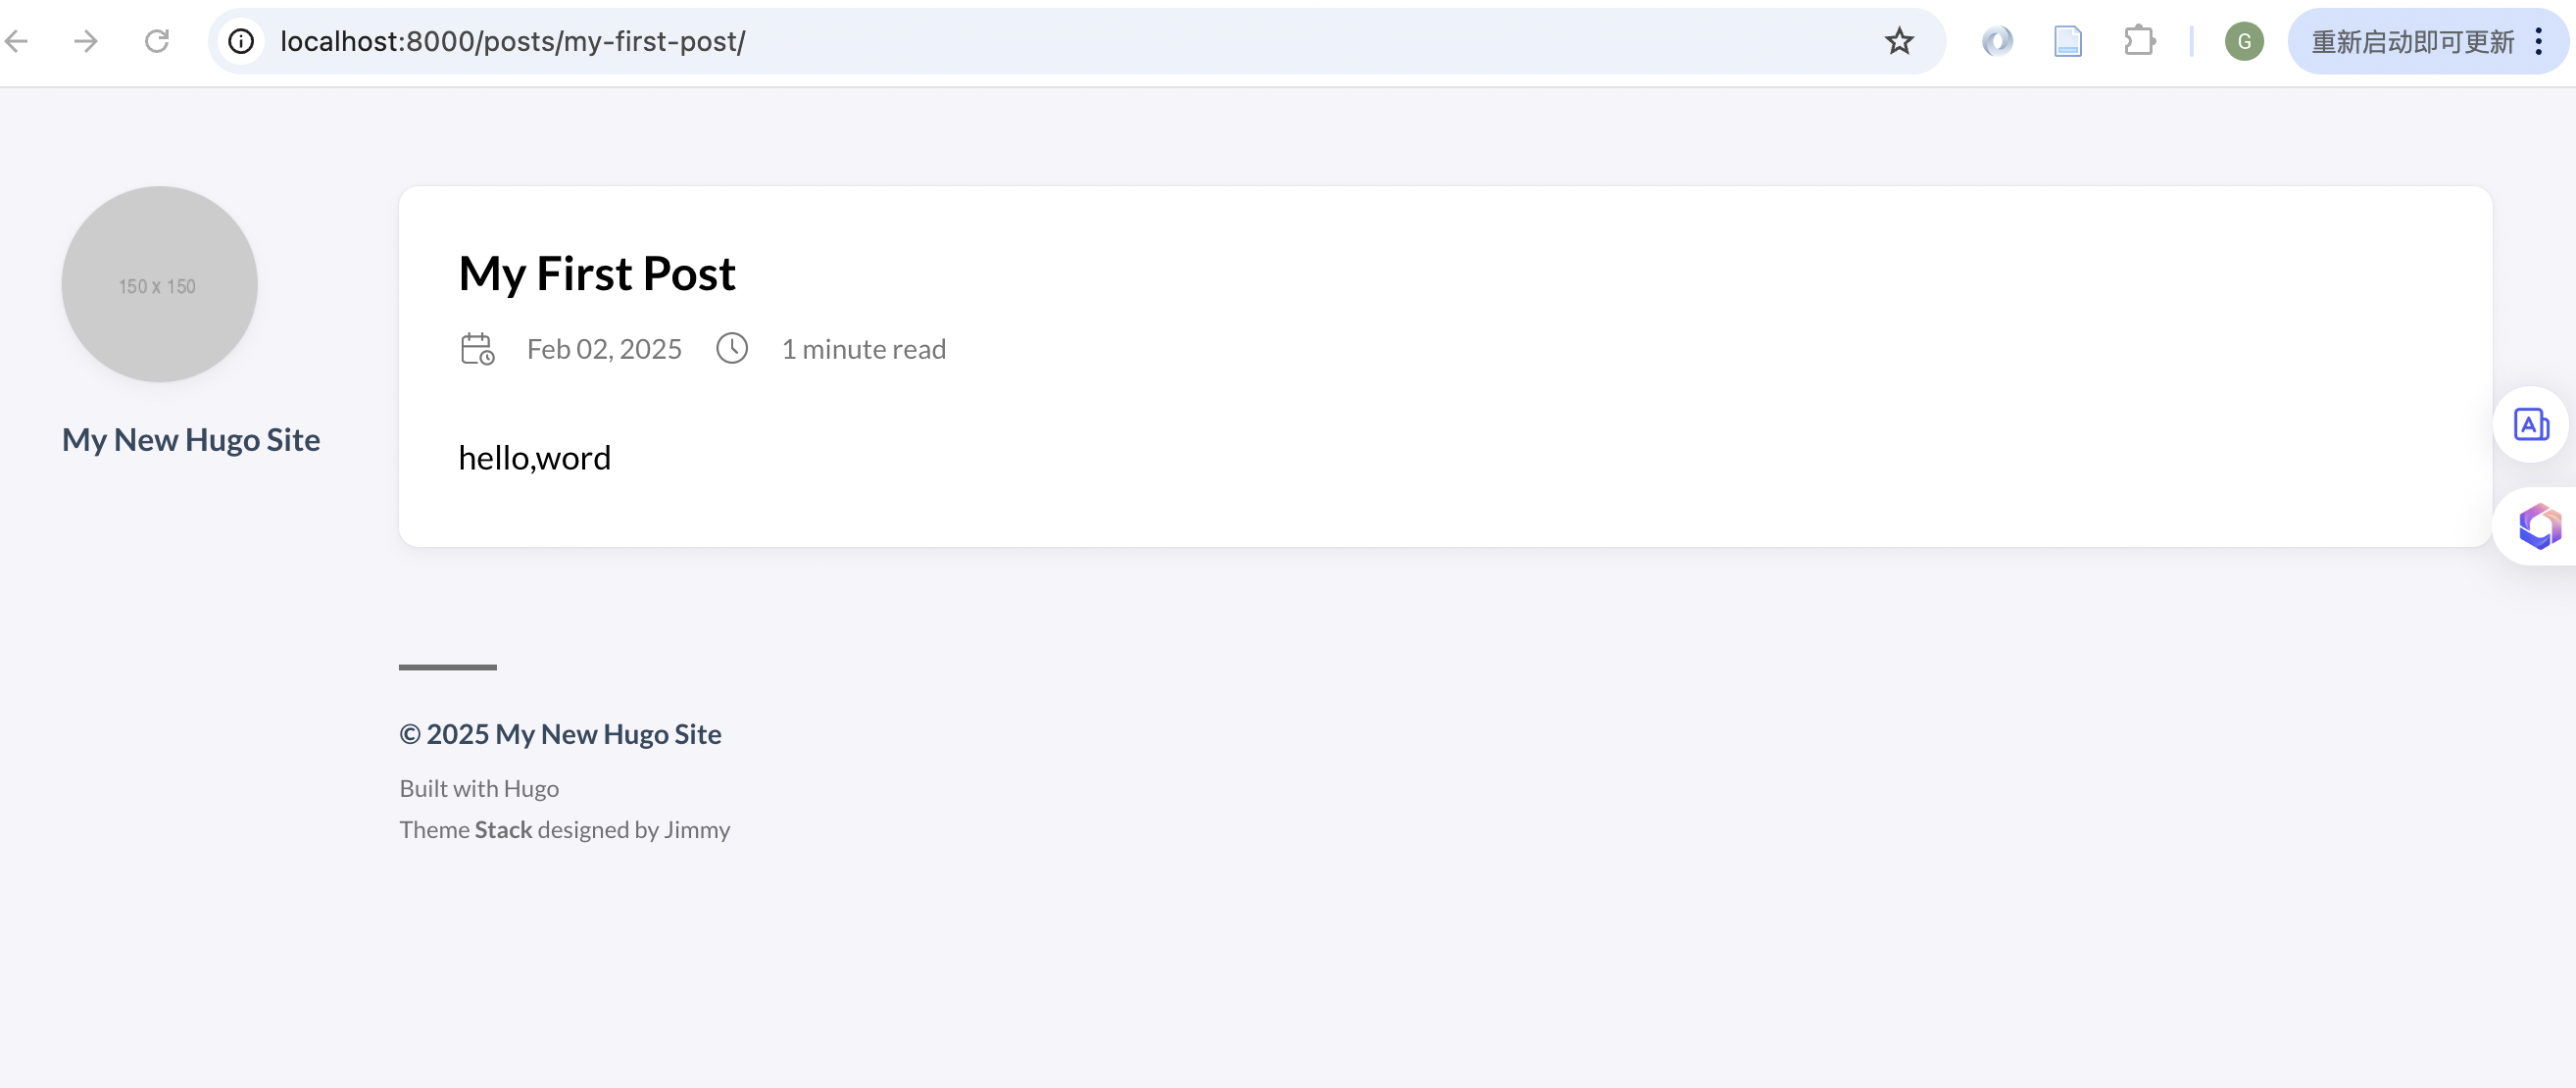 localhost:8000/posts/my-first-post/
G
重新启动即可更新
150 x 150
My New Hugo Site
My First Post
Feb 02, 2025 1 minute read
hello,word
A
© 2025 My New Hugo Site
Built with Hugo
Theme Stack designed by Jimmy